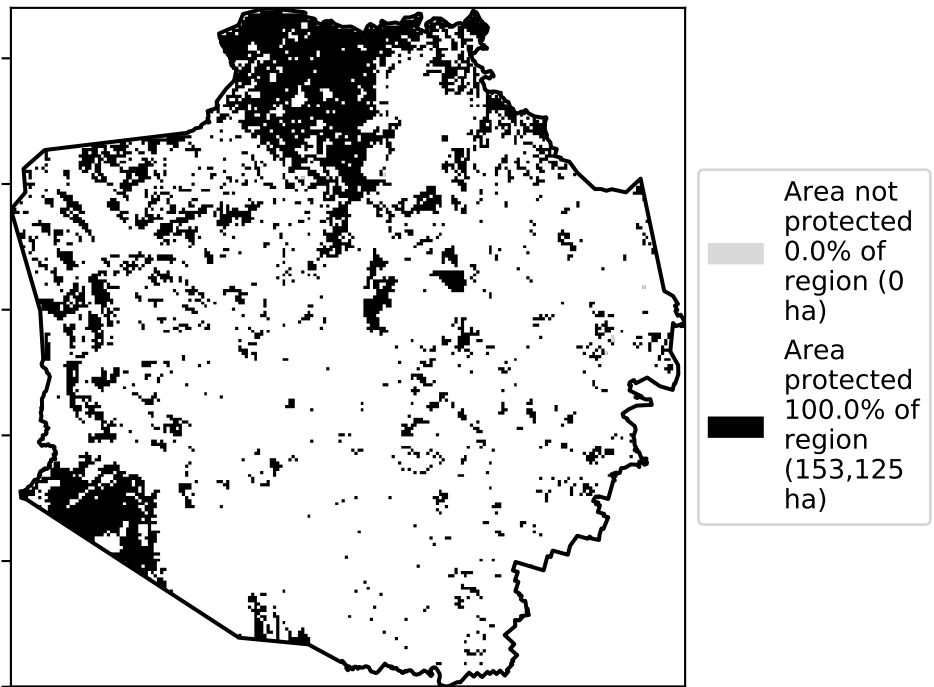 Area not
protected
0.0% of
region (0
ha)
Area
protected
100.0% of
region
(153,125
ha)